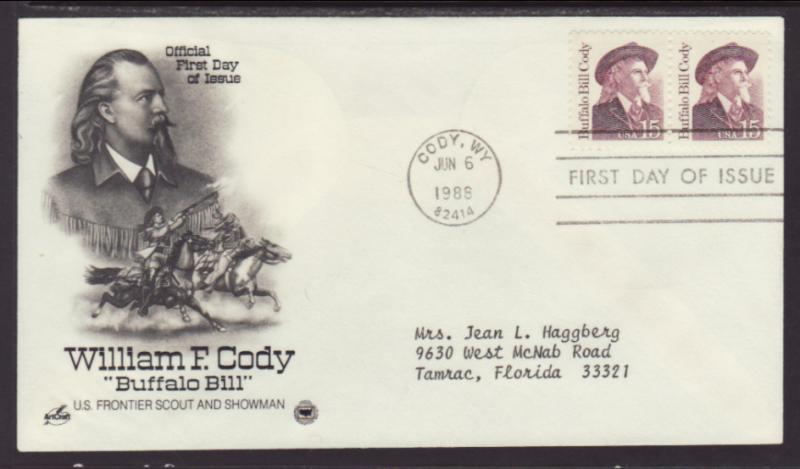 Official
First Day
of Issue
Buffalo Bill Cody
USA 15
Buffalo Bill Cody
USA 15
CODY, WY
JUN 6
1988
82414
FIRST DAY OF ISSUE
Mrs. Jean L. Haggberg
9630 West McNab Road
Tamrac, Florida 33321
William F. Cody
"Buffalo Bill"
U.S. FRONTIER SCOUT AND SHOWMAN
ArtCraft